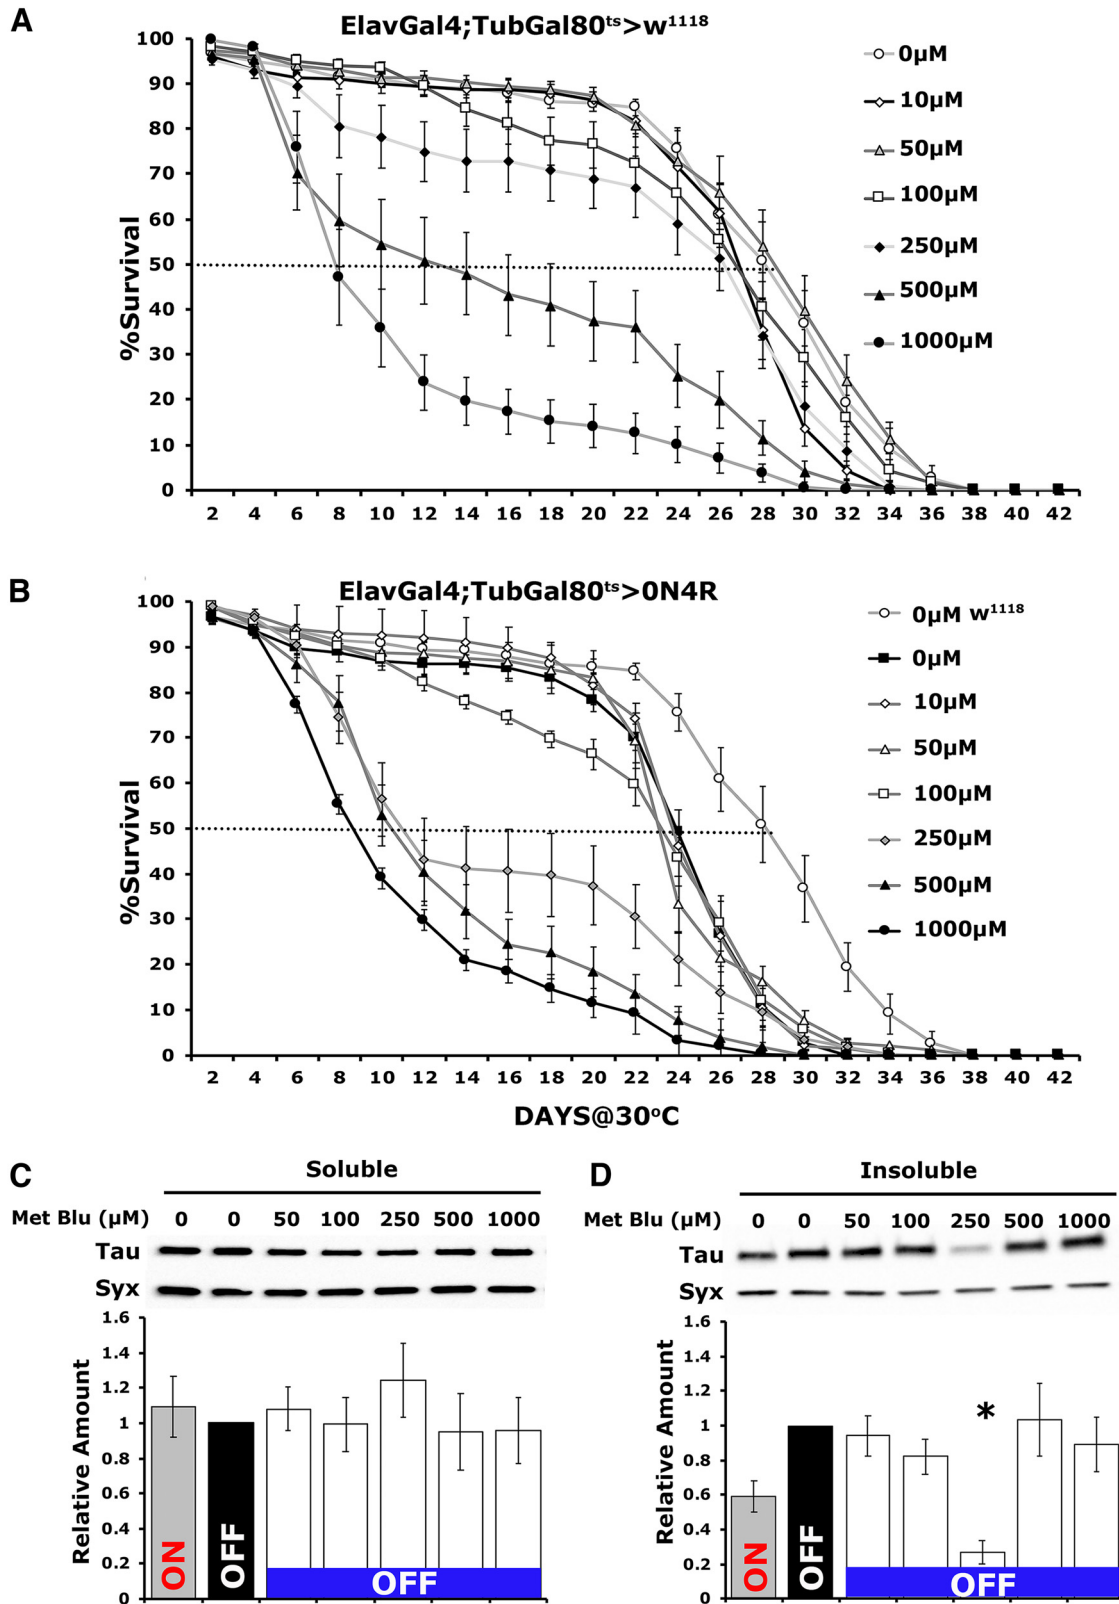 A
ElavGal4;TubGal80ts>w1118
100
90
80
70
60
50
40
30
20
10
0
%Survival
2 4 6 8 10 12 14 16 18 20 22 24 26 28 30 32 34 36 38 40 42
0µM
10µM
50µM
100µM
250µM
500µM
1000µM
B
ElavGal4;TubGal80ts>0N4R
100
90
80
70
60
50
40
30
20
10
0
%Survival
2 4 6 8 10 12 14 16 18 20 22 24 26 28 30 32 34 36 38 40 42
DAYS@30oC
0µM w1118
0µM
10µM
50µM
100µM
250µM
500µM
1000µM
C
Soluble
Met Blu (µM) 0 0 50 100 250 500 1000
Tau
Syx
1.6
1.4
1.2
1
0.8
0.6
0.4
0.2
0
Relative Amount
ON
OFF
OFF
D
Insoluble
Met Blu (µM) 0 0 50 100 250 500 1000
Tau
Syx
1.6
1.4
1.2
1
0.8
0.6
0.4
0.2
0
Relative Amount
*
ON
OFF
OFF